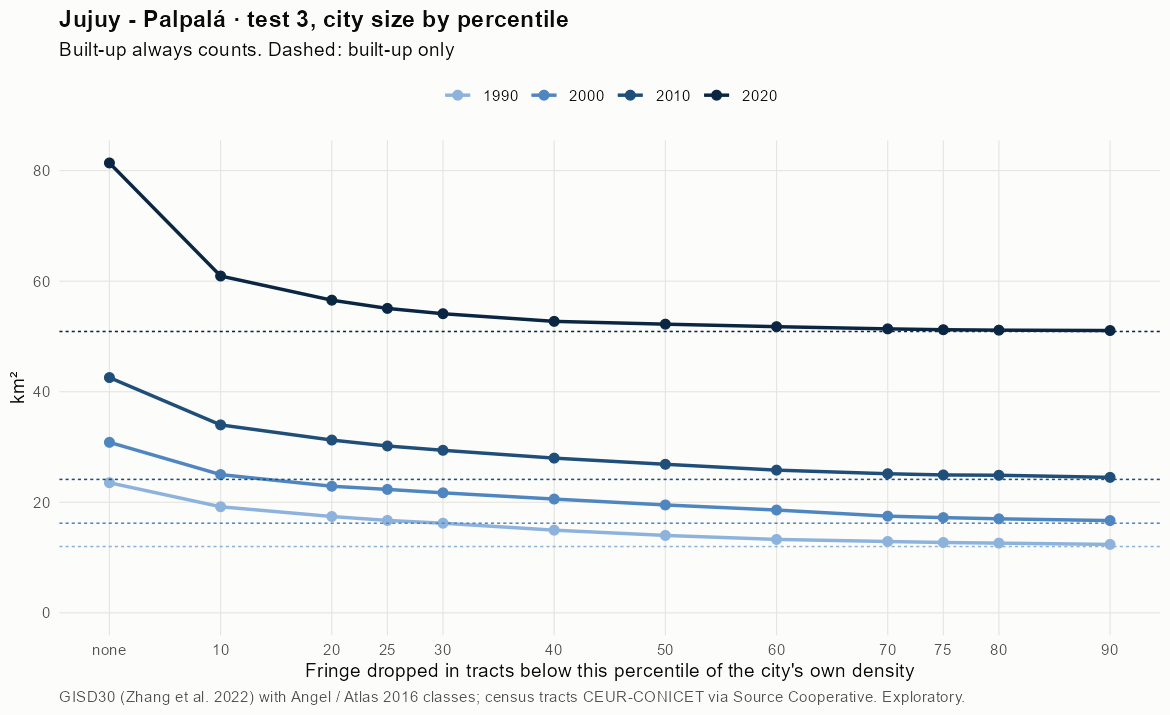 Jujuy - Palpalá · test 3, city size by percentile
Built-up always counts. Dashed: built-up only
1990 2000 2010 2020
80
60
40
20
0
km²
none 10 20 25 30 40 50 60 70 75 80 90
Fringe dropped in tracts below this percentile of the city's own density
GISD30 (Zhang et al. 2022) with Angel / Atlas 2016 classes; census tracts CEUR-CONICET via Source Cooperative. Exploratory.